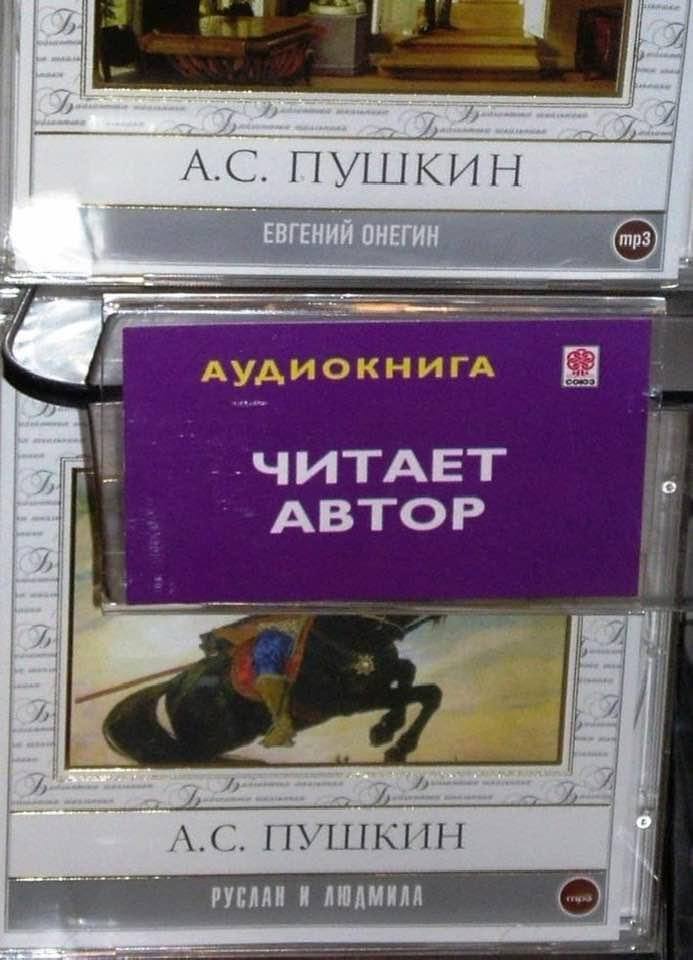 А.С. ПУШКИН
ЕВГЕНИЙ ОНЕГИН
mp3
АУДИОКНИГА
СОЮЗ
ЧИТАЕТ
АВТОР
А.С. ПУШКИН
РУСЛАН И ЛЮДМИЛА
mp3